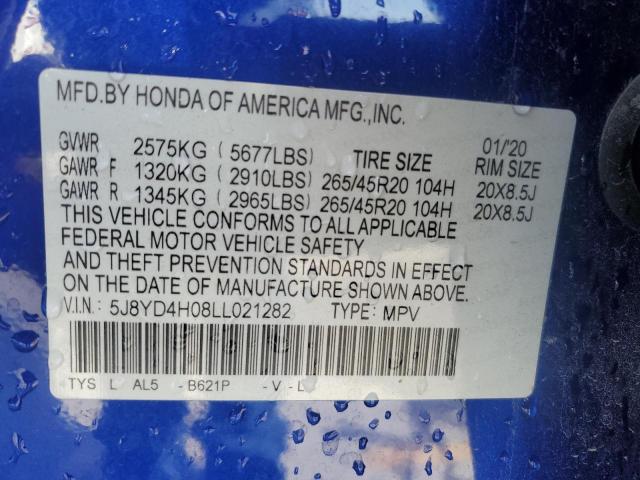 MFD.BY HONDA OF AMERICA MFG.,INC.
01/'20
GVWR 2575KG ( 5677LBS) TIRE SIZE RIM SIZE
GAWR F 1320KG ( 2910LBS) 265/45R20 104H 20X8.5J
GAWR R 1345KG ( 2965LBS) 265/45R20 104H 20X8.5J
THIS VEHICLE CONFORMS TO ALL APPLICABLE
FEDERAL MOTOR VEHICLE SAFETY
AND THEFT PREVENTION STANDARDS IN EFFECT
ON THE DATE OF MANUFACTURE SHOWN ABOVE.
V.I.N.: 5J8YD4H08LL021282 TYPE: MPV
TYS L AL5 -B621P -V-L